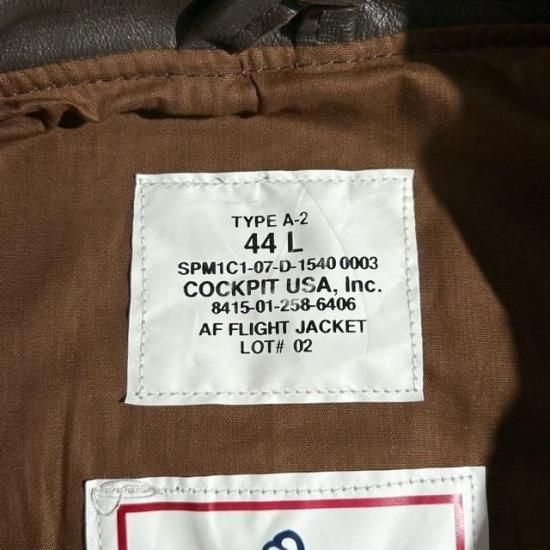 TYPE A-2
44 L
SPM1C1-07-D-1540 0003
COCKPIT USA, Inc.
8415-01-258-6406
AF FLIGHT JACKET
LOT# 02